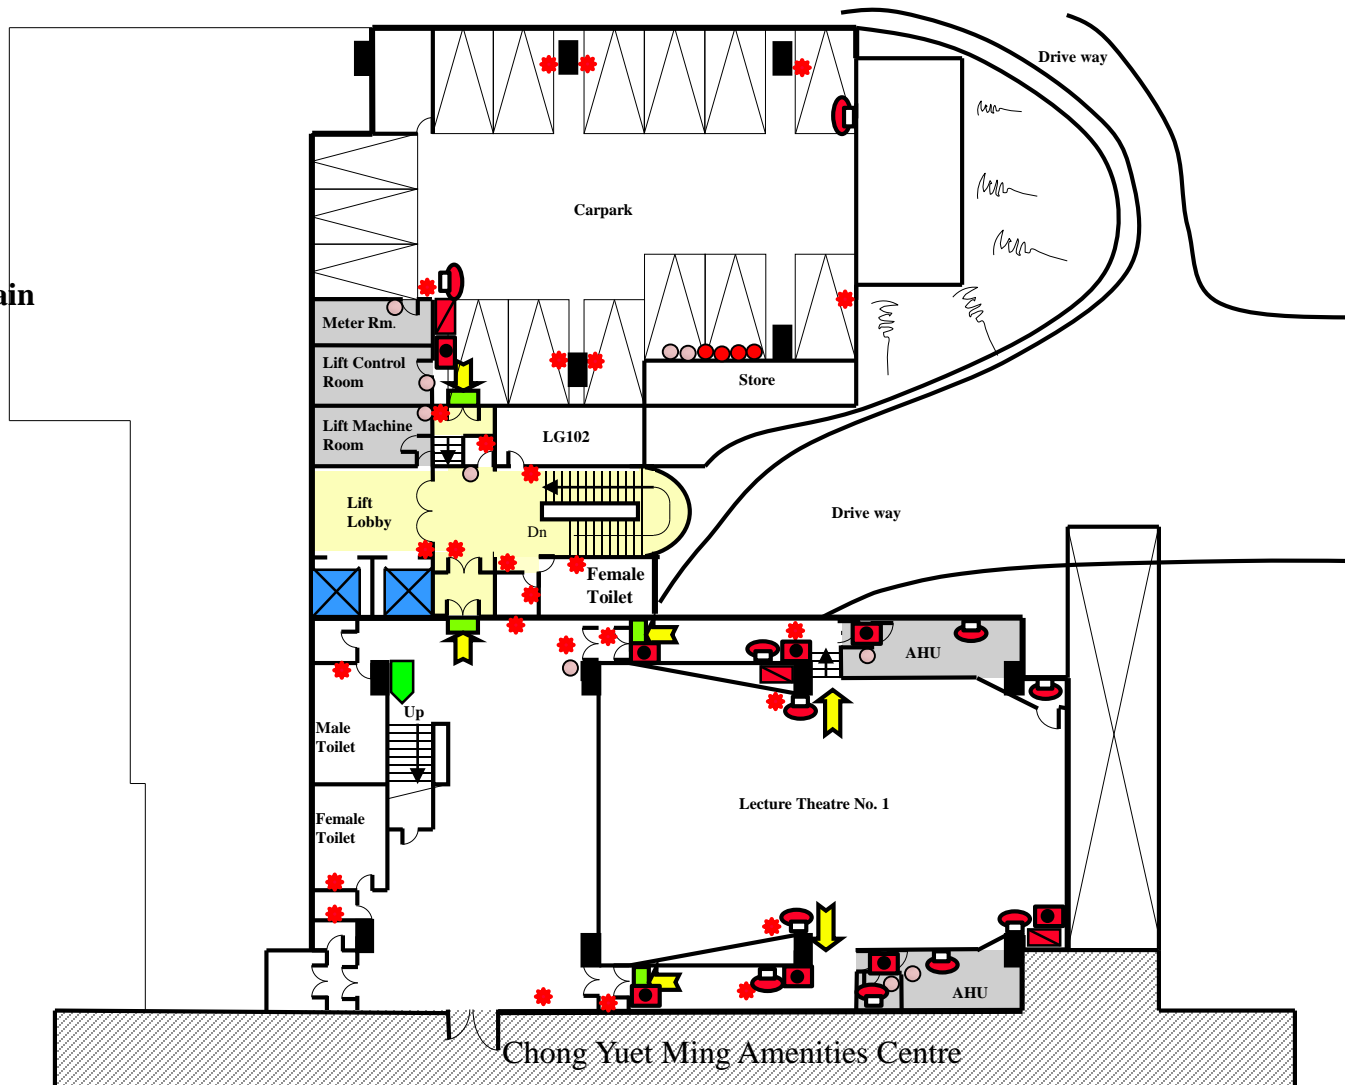 Drive way
Carpark
ain
Meter Rm.
Lift Control
Room
Store
Lift Machine
Room
LG102
Lift
Lobby
Drive way
Dn
Female
Toilet
AHU
Up
Male
Toilet
Lecture Theatre No. 1
Female
Toilet
AHU
Chong Yuet Ming Amenities Centre